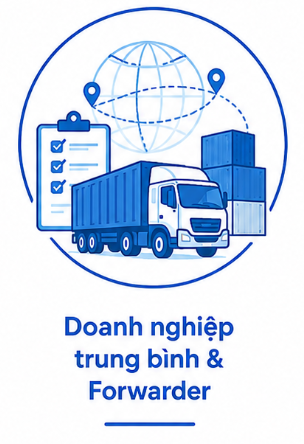 Doanh nghiệp
trung bình &
Forwarder